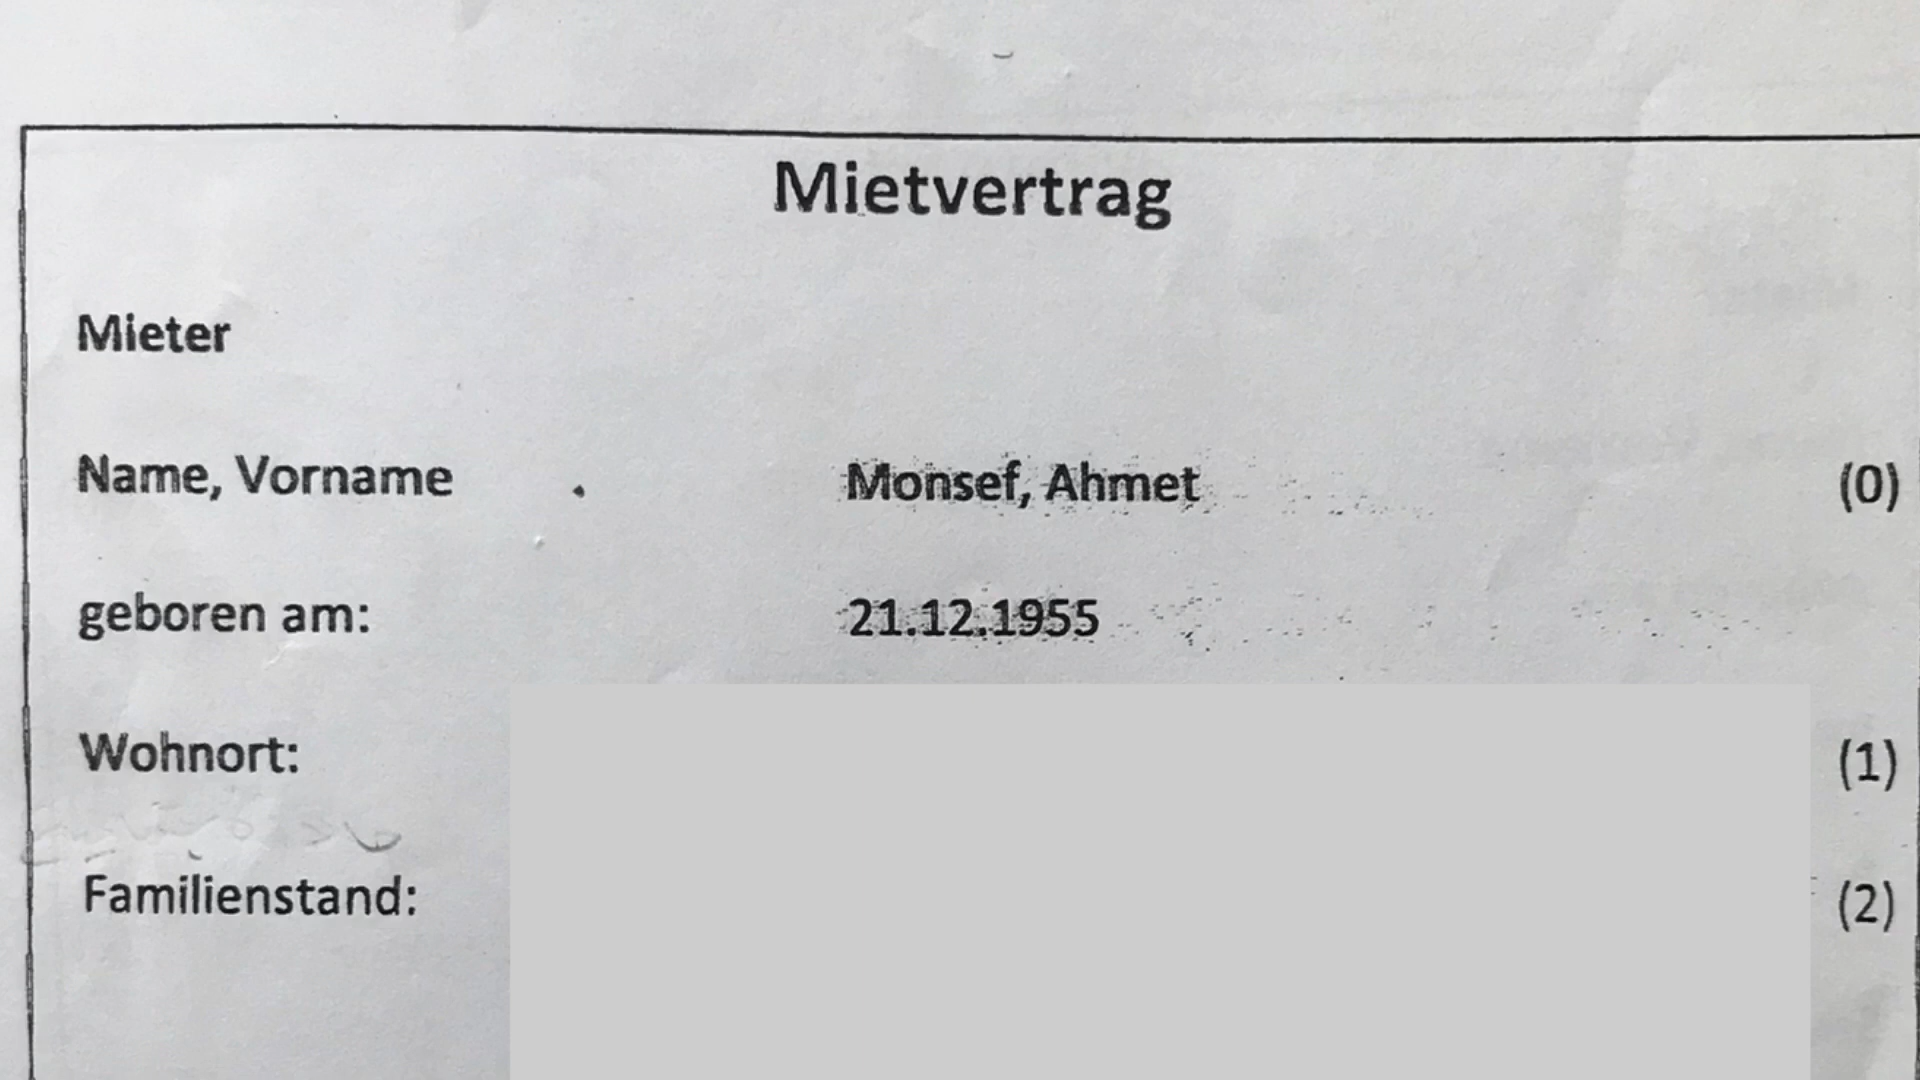 Mietvertrag
Mieter
Name, Vorname Monsef, Ahmet (0)
geboren am: 21.12.1955
Wohnort: (1)
Familienstand: (2)